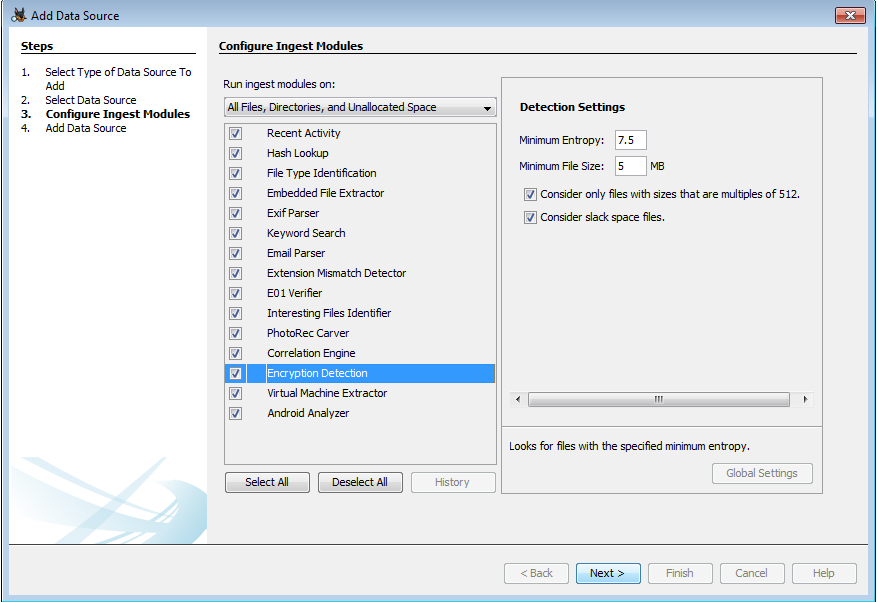 Add Data Source
Steps
1. Select Type of Data Source To
Add
2. Select Data Source
3. Configure Ingest Modules
4. Add Data Source
Configure Ingest Modules
Run ingest modules on:
All Files, Directories, and Unallocated Space
Recent Activity
Hash Lookup
File Type Identification
Embedded File Extractor
Exif Parser
Keyword Search
Email Parser
Extension Mismatch Detector
E01 Verifier
Interesting Files Identifier
PhotoRec Carver
Correlation Engine
Encryption Detection
Virtual Machine Extractor
Android Analyzer
Select All Deselect All History
Detection Settings
Minimum Entropy: 7.5
Minimum File Size: 5 MB
Consider only files with sizes that are multiples of 512.
Consider slack space files.
Looks for files with the specified minimum entropy.
Global Settings
< Back Next > Finish Cancel Help